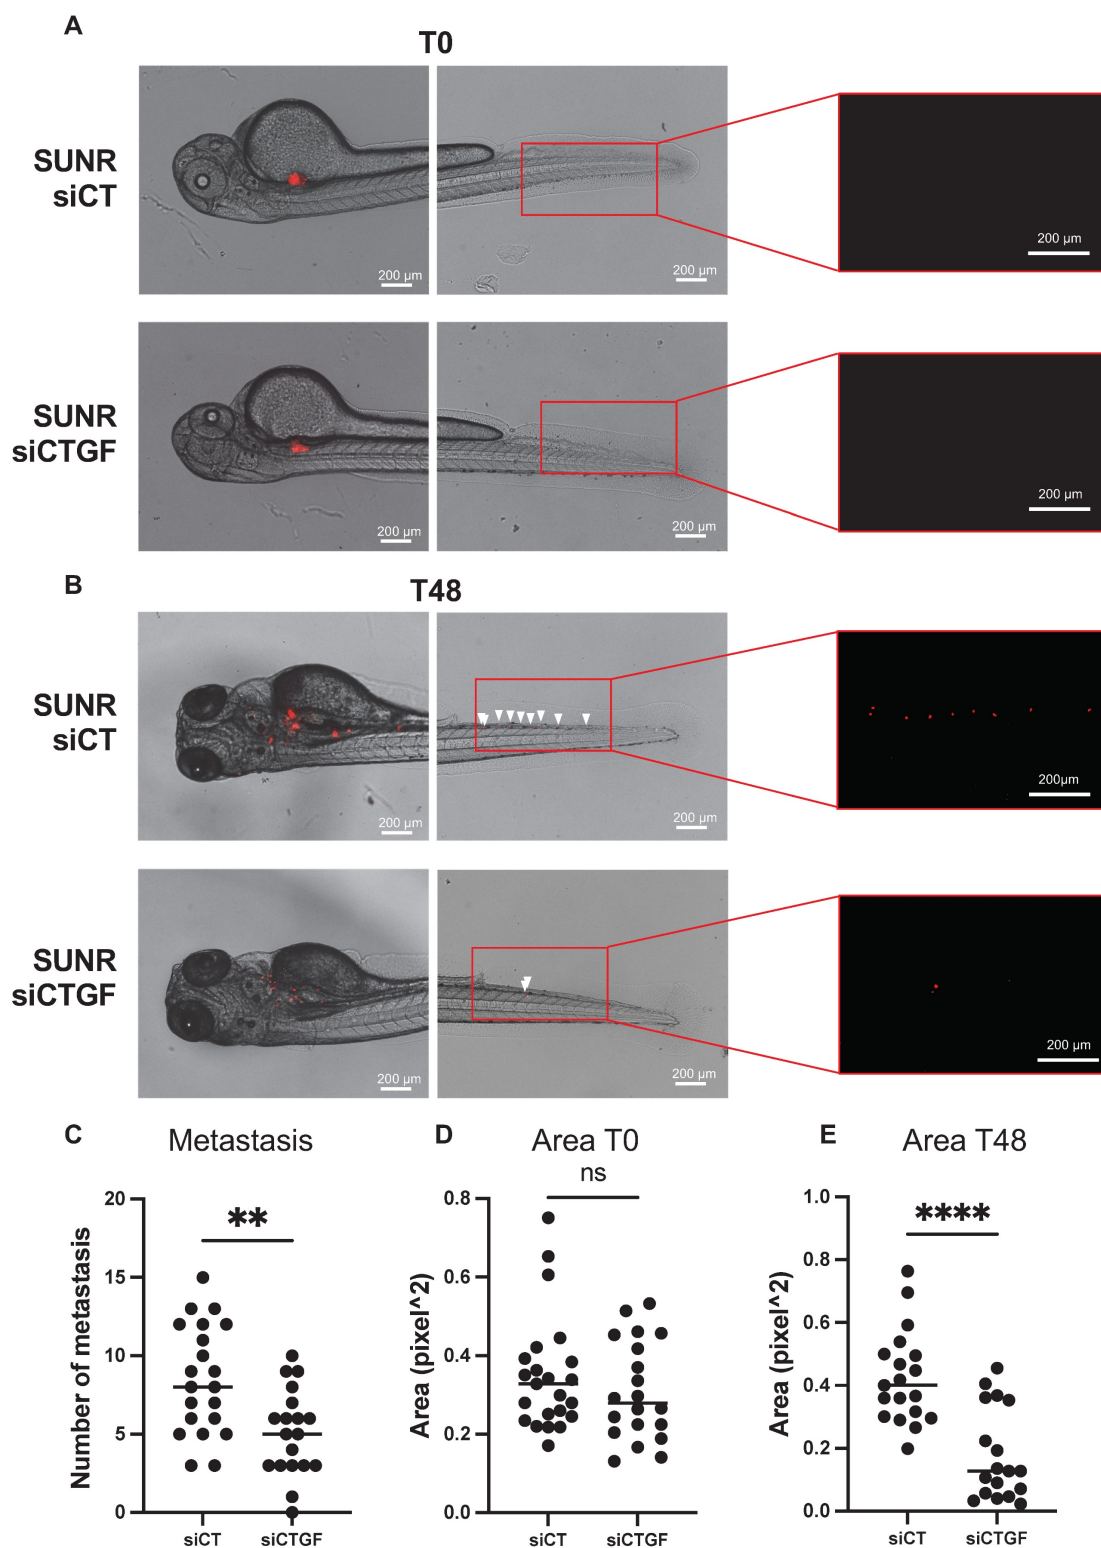 A
T0
SUNR
siCT
200 µm
200 µm
200 µm
SUNR
siCTGF
200 µm
200 µm
200 µm
B
T48
SUNR
siCT
200 µm
200 µm
200µm
SUNR
siCTGF
200 µm
200 µm
200 µm
C
Metastasis
Number of metastasis
20
15
10
5
0
**
siCT
siCTGF
D
Area T0
ns
Area (pixel^2)
0.8
0.6
0.4
0.2
0.0
siCT
siCTGF
E
Area T48
Area (pixel^2)
1.0
0.8
0.6
0.4
0.2
0.0
****
siCT
siCTGF